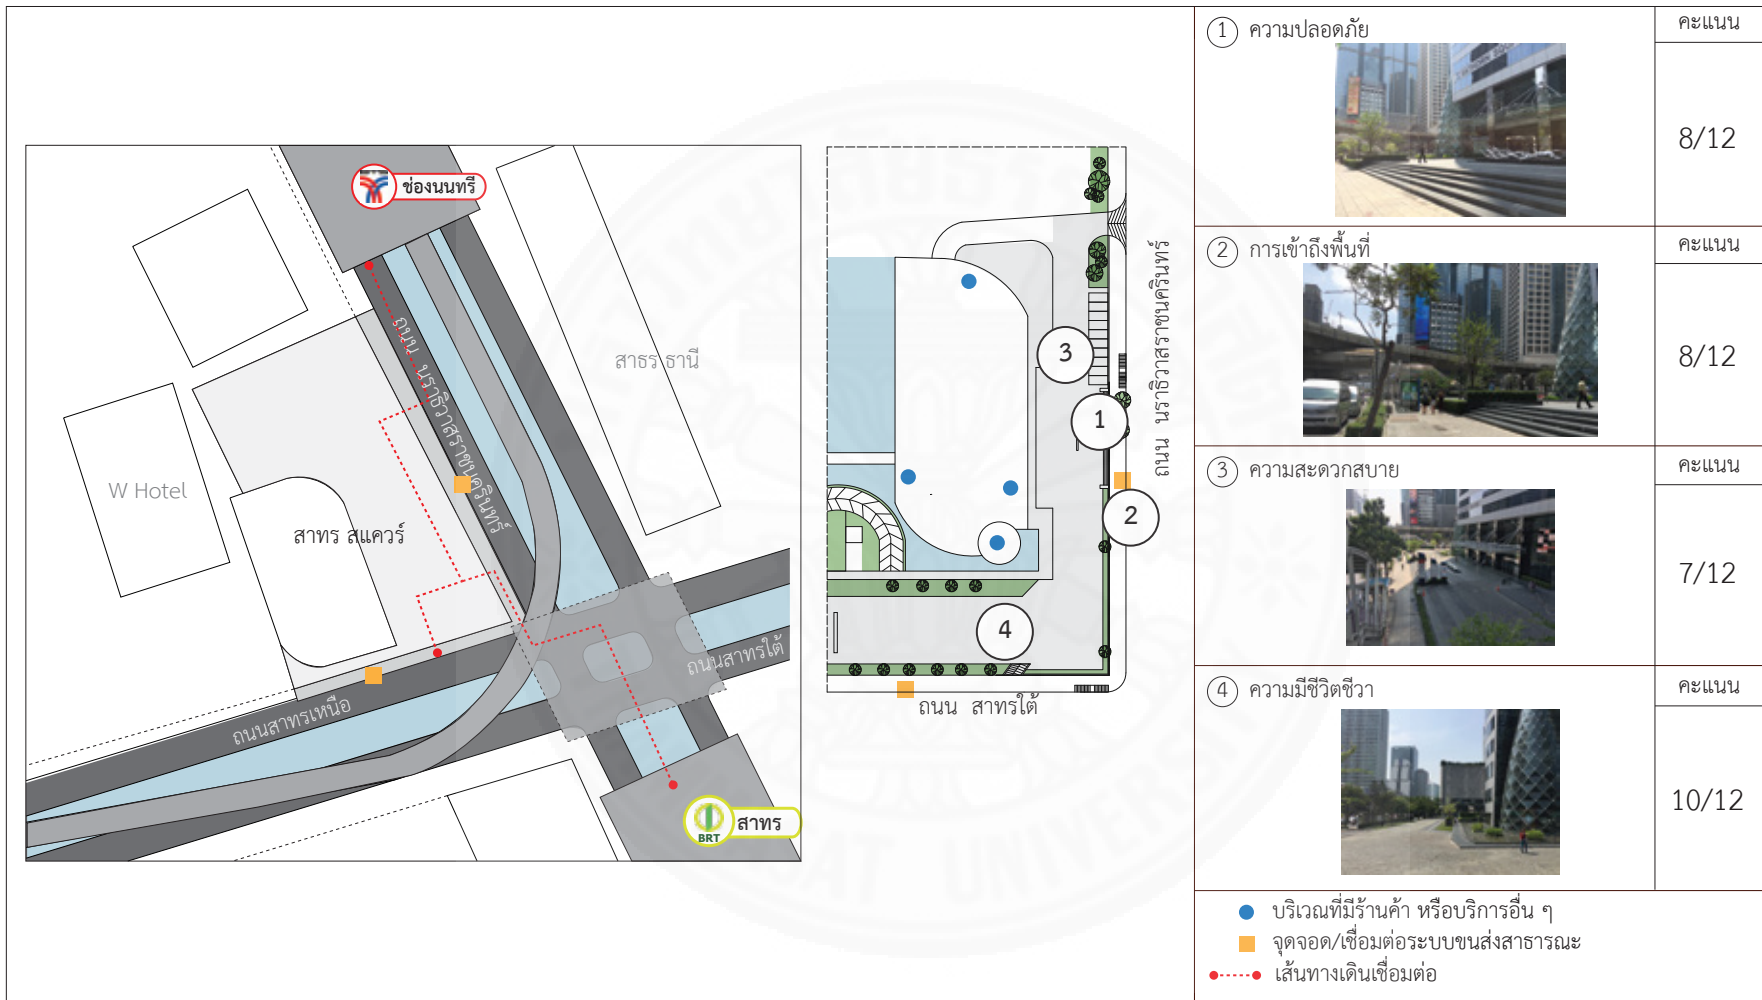 ช่องนนทรี
ถนน นราธิวาสราชนครินทร์
สาธร ธานี
W Hotel
สาทร สแควร์
ถนนสาทรใต้
ถนนสาทรเหนือ
BRT
สาทร
ถนน นราธิวาสราชนครินทร์
3
1
2
4
ถนน สาทรใต้
1 ความปลอดภัย
คะแนน
8/12
2 การเข้าถึงพื้นที่
คะแนน
8/12
3 ความสะดวกสบาย
คะแนน
7/12
4 ความมีชีวิตชีวา
คะแนน
10/12
บริเวณที่มีร้านค้า หรือบริการอื่น ๆ
จุดจอด/เชื่อมต่อระบบขนส่งสาธารณะ
เส้นทางเดินเชื่อมต่อ